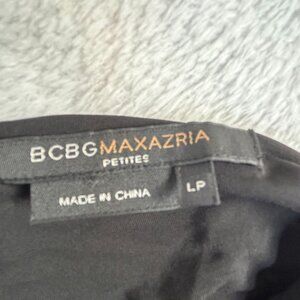 BCBGMAXAZRIA
PETITES
MADE IN CHINA
LP